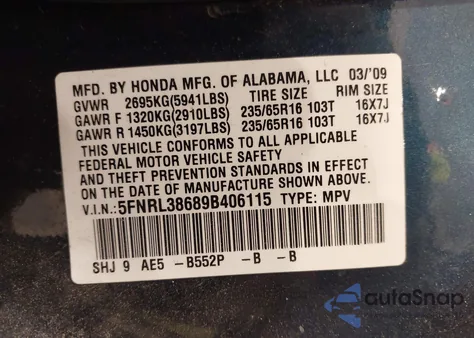 MFD. BY HONDA MFG. OF ALABAMA, LLC 03/'09
GVWR 2695KG(5941LBS) TIRE SIZE RIM SIZE
GAWR F 1320KG(2910LBS) 235/65R16 103T 16X7J
GAWR R 1450KG(3197LBS) 235/65R16 103T 16X7J
THIS VEHICLE CONFORMS TO ALL APPLICABLE
FEDERAL MOTOR VEHICLE SAFETY
AND THEFT PREVENTION STANDARDS IN EFFECT
ON THE DATE OF MANUFACTURE SHOWN ABOVE.
V.I.N.: 5FNRL38689B406115 TYPE: MPV
SHJ 9 AE5 -B552P -B -B
autoSnap